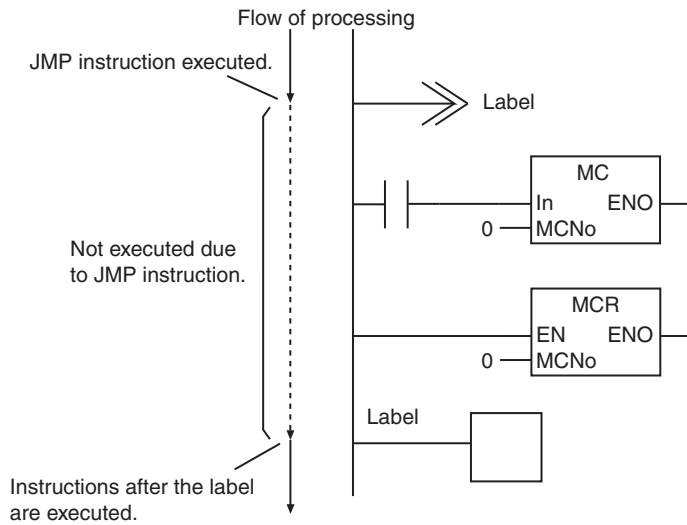 Flow of processing
JMP instruction executed.
Label
MC
In ENO
0 MCNo
Not executed due
to JMP instruction.
MCR
EN ENO
0 MCNo
Label
Instructions after the label
are executed.